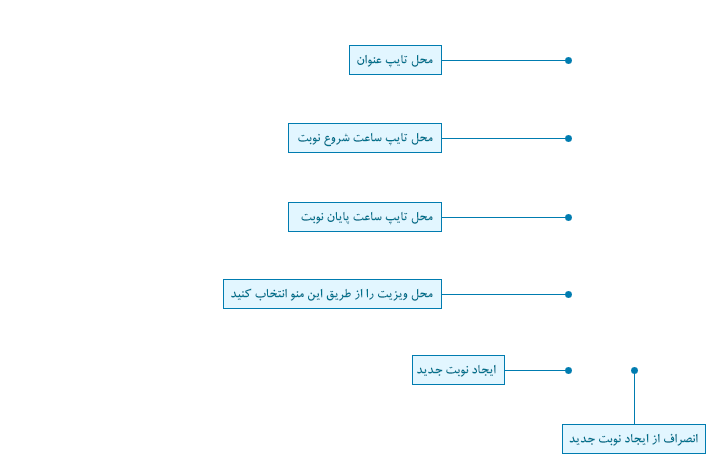 محل تایپ عنوان
محل تایپ ساعت شروع نوبت
محل تایپ ساعت پایان نوبت
محل ویزیت را از طریق این منو انتخاب کنید
ایجاد نوبت جدید
انصراف از ایجاد نوبت جدید